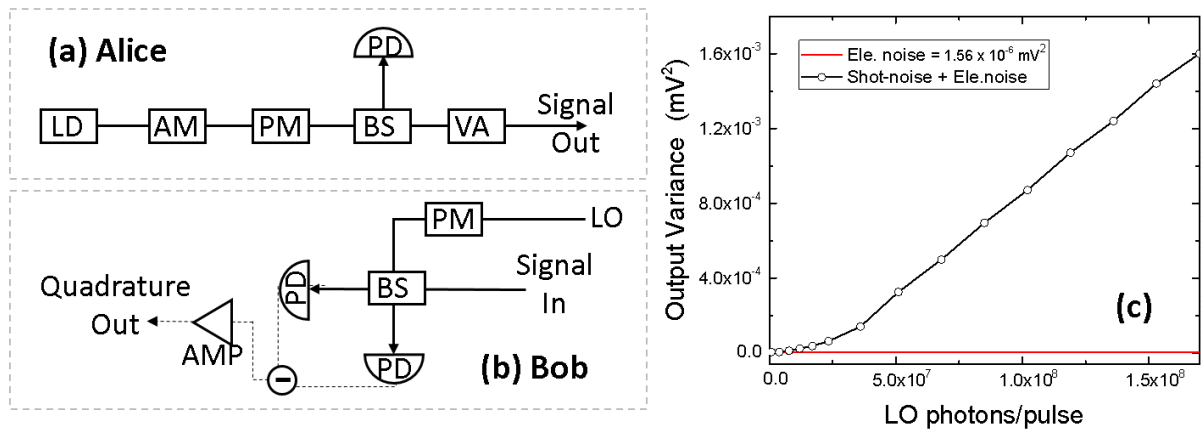 (a) Alice
PD
LD
AM
PM
BS
VA
Signal
Out
PM
LO
PD
BS
Signal
In
Quadrature
Out
AMP
−
PD
(b) Bob
Output Variance (mV²)
1.6x10⁻³
1.2x10⁻³
8.0x10⁻⁴
4.0x10⁻⁴
0.0
Ele. noise = 1.56 x 10⁻⁶ mV²
Shot-noise + Ele.noise
(c)
0.0
5.0x10⁷
1.0x10⁸
1.5x10⁸
LO photons/pulse